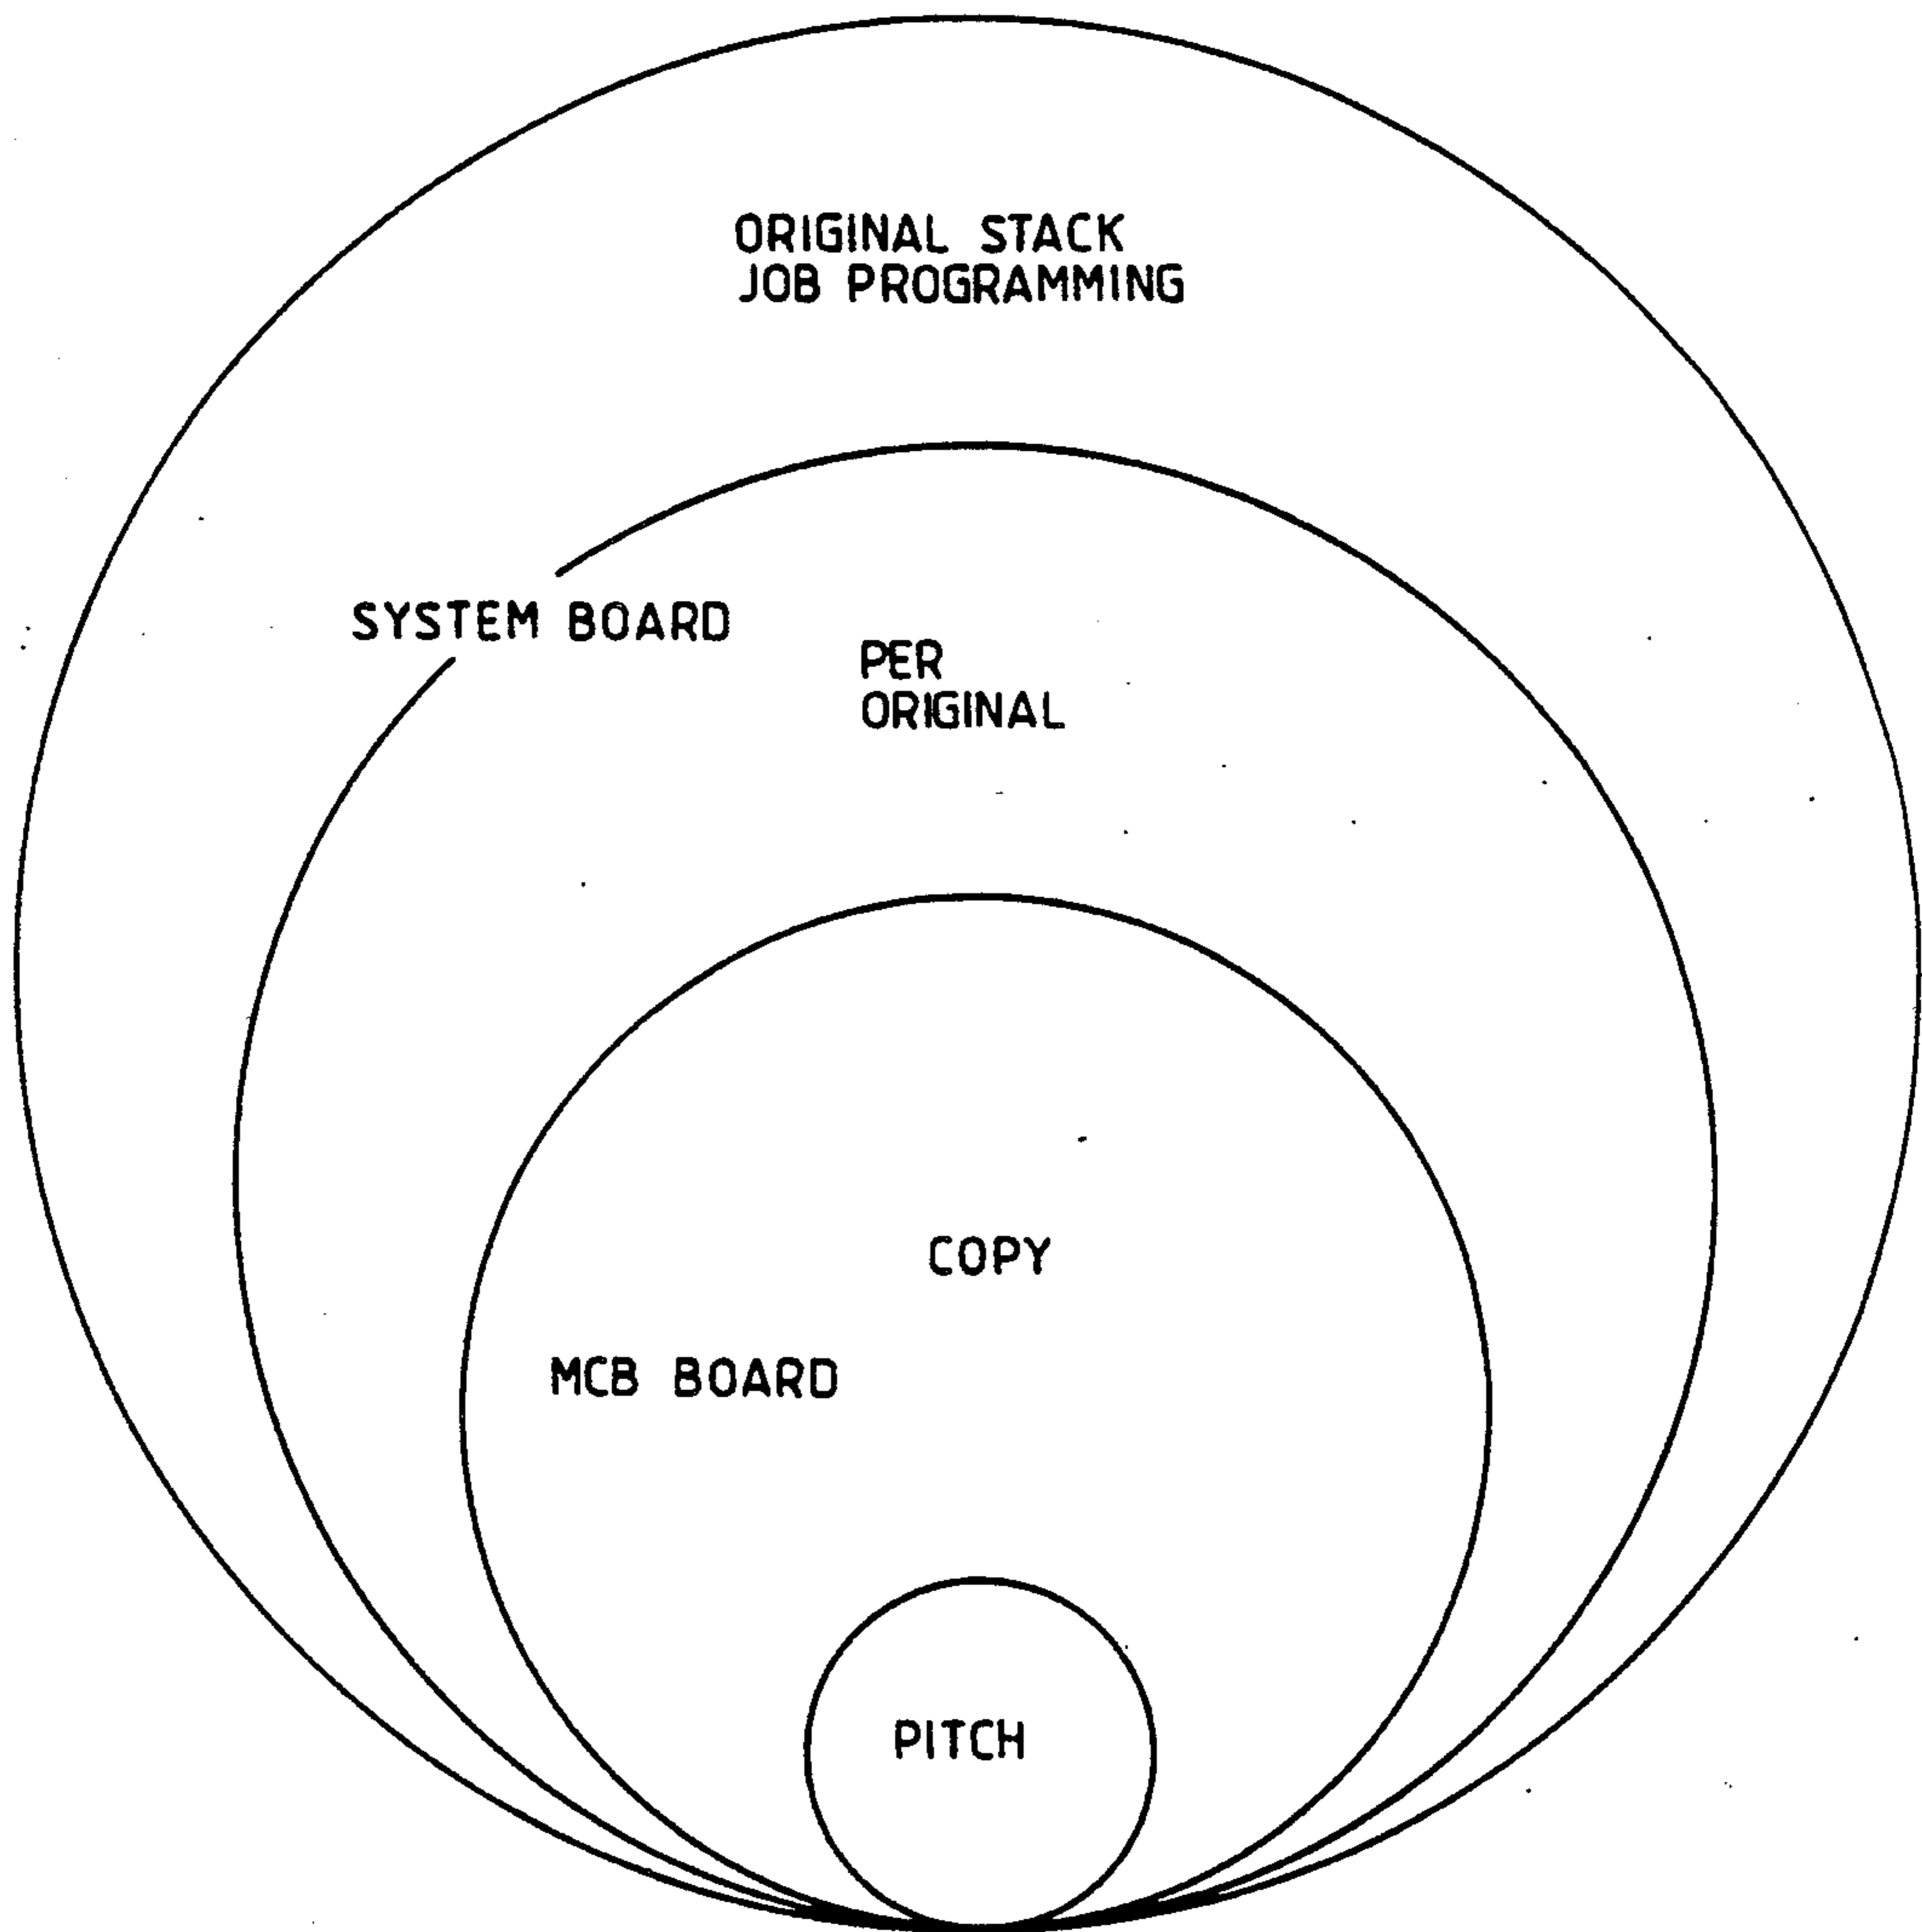 ORIGINAL STACK
JOB PROGRAMMING
SYSTEM BOARD
PER
ORIGINAL
COPY
MCB BOARD
PITCH